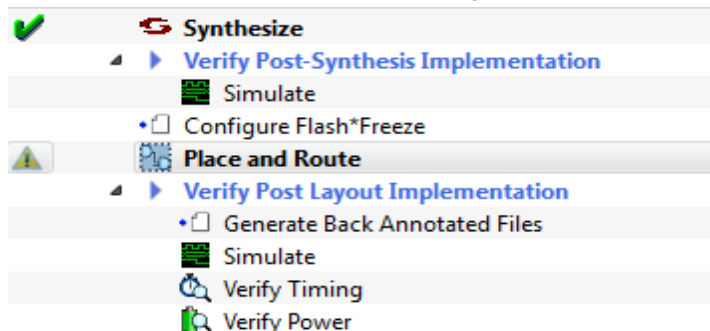 Synthesize
Verify Post-Synthesis Implementation
Simulate
Configure Flash*Freeze
Place and Route
Verify Post Layout Implementation
Generate Back Annotated Files
Simulate
Verify Timing
Verify Power